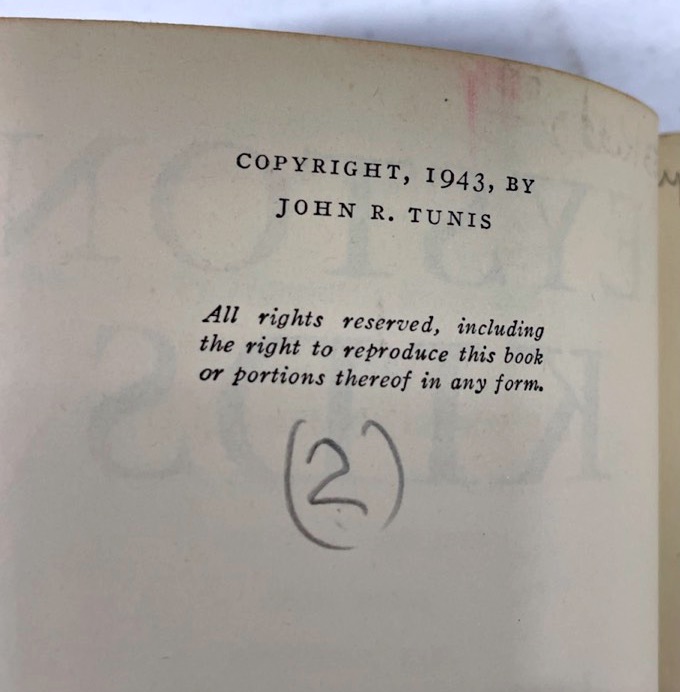 COPYRIGHT, 1943, BY
JOHN R. TUNIS
All rights reserved, including
the right to reproduce this book
or portions thereof in any form.
(2)